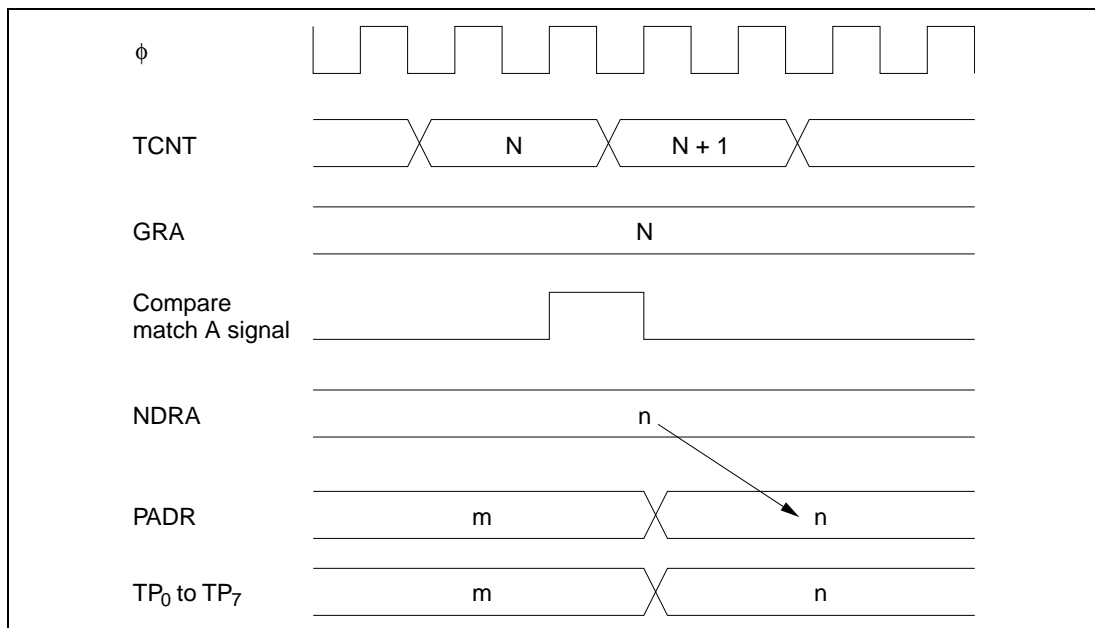 ϕ
TCNT N N + 1
GRA N
Compare
match A signal
NDRA n
PADR m n
TP0 to TP7 m n